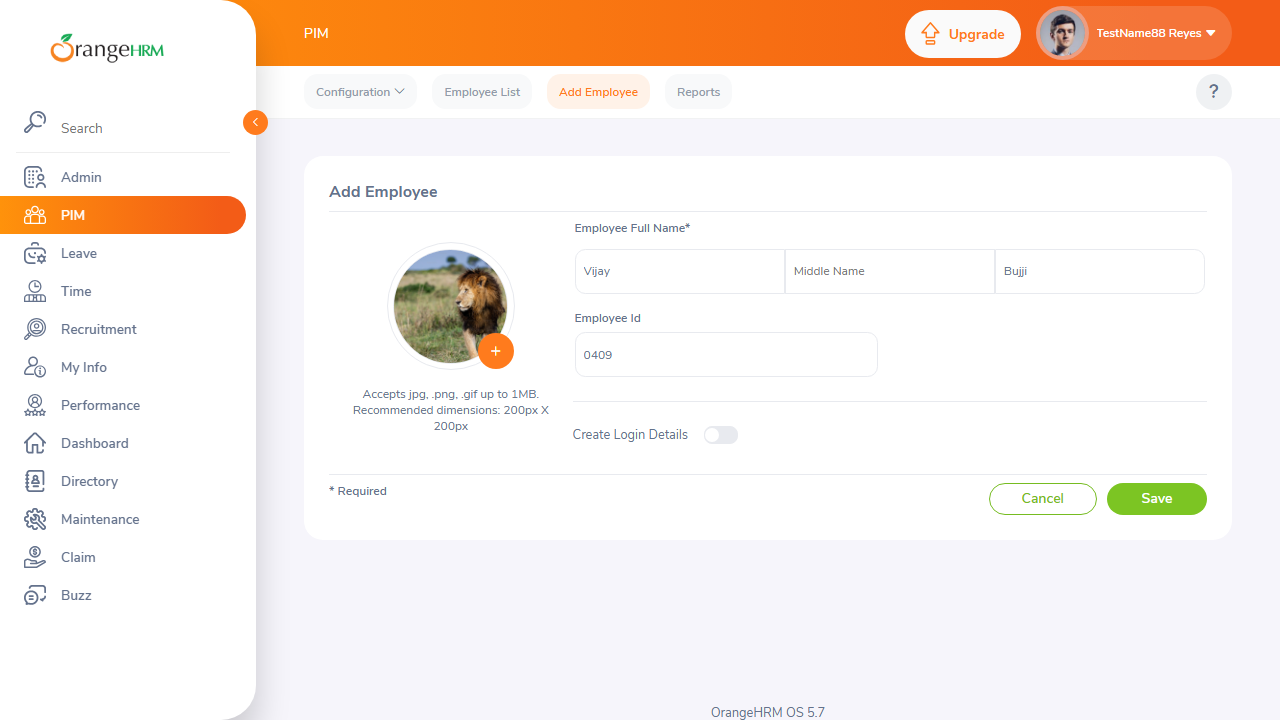 OrangeHRM
PIM
Upgrade
TestName88 Reyes
Configuration
Employee List
Add Employee
Reports
?
Search
Admin
PIM
Leave
Time
Recruitment
My Info
Performance
Dashboard
Directory
Maintenance
Claim
Buzz
Add Employee
Employee Full Name*
Vijay
Middle Name
Bujji
Employee Id
0409
Accepts jpg, .png, .gif up to 1MB.
Recommended dimensions: 200px X
200px
Create Login Details
* Required
Cancel
Save
OrangeHRM OS 5.7